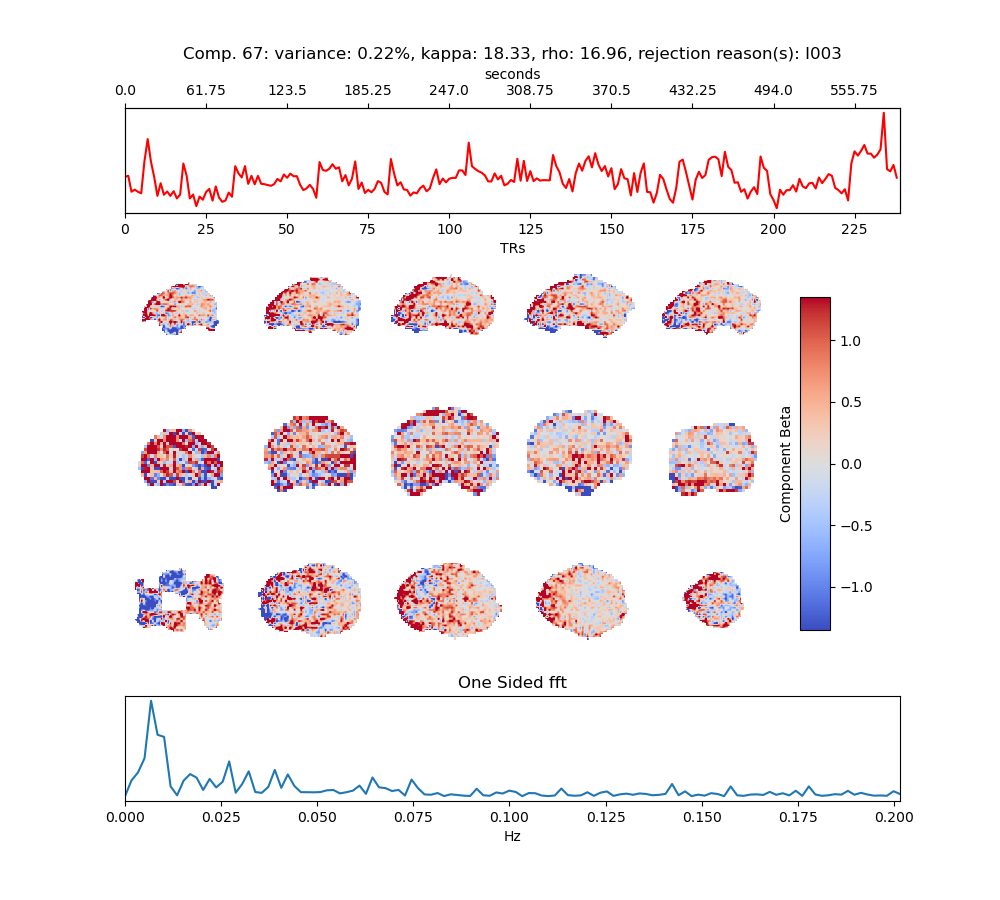 Comp. 67: variance: 0.22%, kappa: 18.33, rho: 16.96, rejection reason(s): I003
seconds
0.0 61.75 123.5 185.25 247.0 308.75 370.5 432.25 494.0 555.75
0 25 50 75 100 125 150 175 200 225
TRs
1.0
0.5
0.0
−0.5
−1.0
Component Beta
One Sided fft
0.000 0.025 0.050 0.075 0.100 0.125 0.150 0.175 0.200
Hz